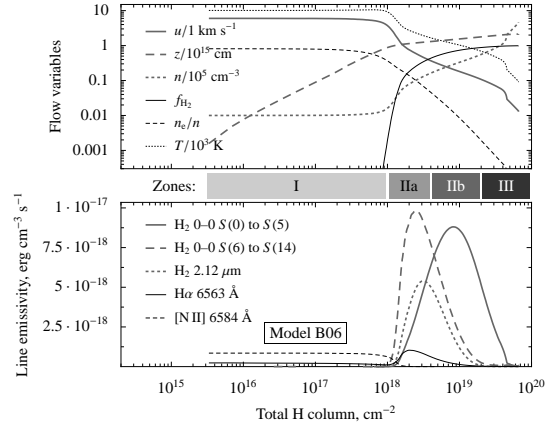 10
1
0.1
0.01
0.001
Flow variables
u/1 km s⁻¹
z/10¹⁵ cm
n/10⁵ cm⁻³
f_H₂
nₑ/n
T/10³ K
Zones:
I
IIa
IIb
III
Line emissivity, erg cm⁻³ s⁻¹
1 · 10⁻¹⁷
7.5·10⁻¹⁸
5·10⁻¹⁸
2.5·10⁻¹⁸
H₂ 0–0 S(0) to S(5)
H₂ 0–0 S(6) to S(14)
H₂ 2.12 μm
Hα 6563 Å
[N II] 6584 Å
Model B06
10¹⁵ 10¹⁶ 10¹⁷ 10¹⁸ 10¹⁹ 10²⁰
Total H column, cm⁻²